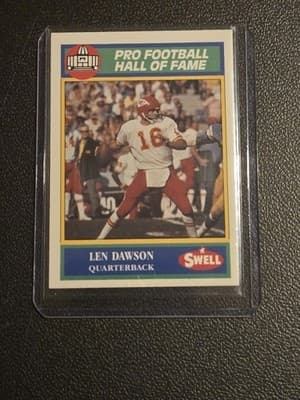 PRO FOOTBALL
HALL OF FAME
16
LEN DAWSON
QUARTERBACK
SWELL